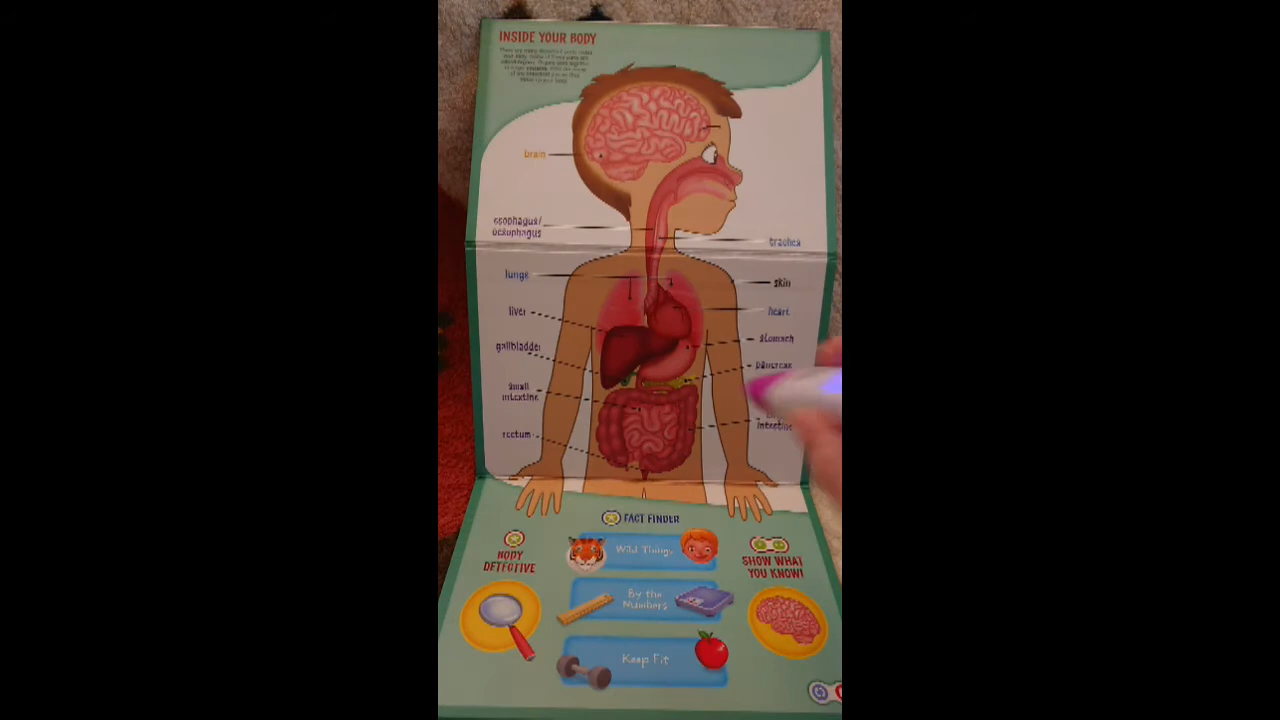 INSIDE YOUR BODY
brain
esophagus/
oesophagus
trachea
lungs
skin
liver
heart
gallbladder
stomach
pancreas
small
intestine
intestine
rectum
FACT FINDER
BODY
DETECTIVE
Wild Things
SHOW WHAT
YOU KNOW!
By the
Numbers
Keep Fit